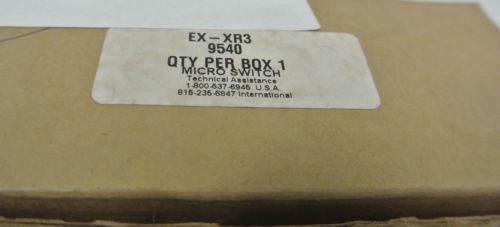 EX-XR3
9540
QTY PER BOX 1
MICRO SWITCH
Technical Assistance
1-800-537-6945 U.S.A.
815-235-6847 International